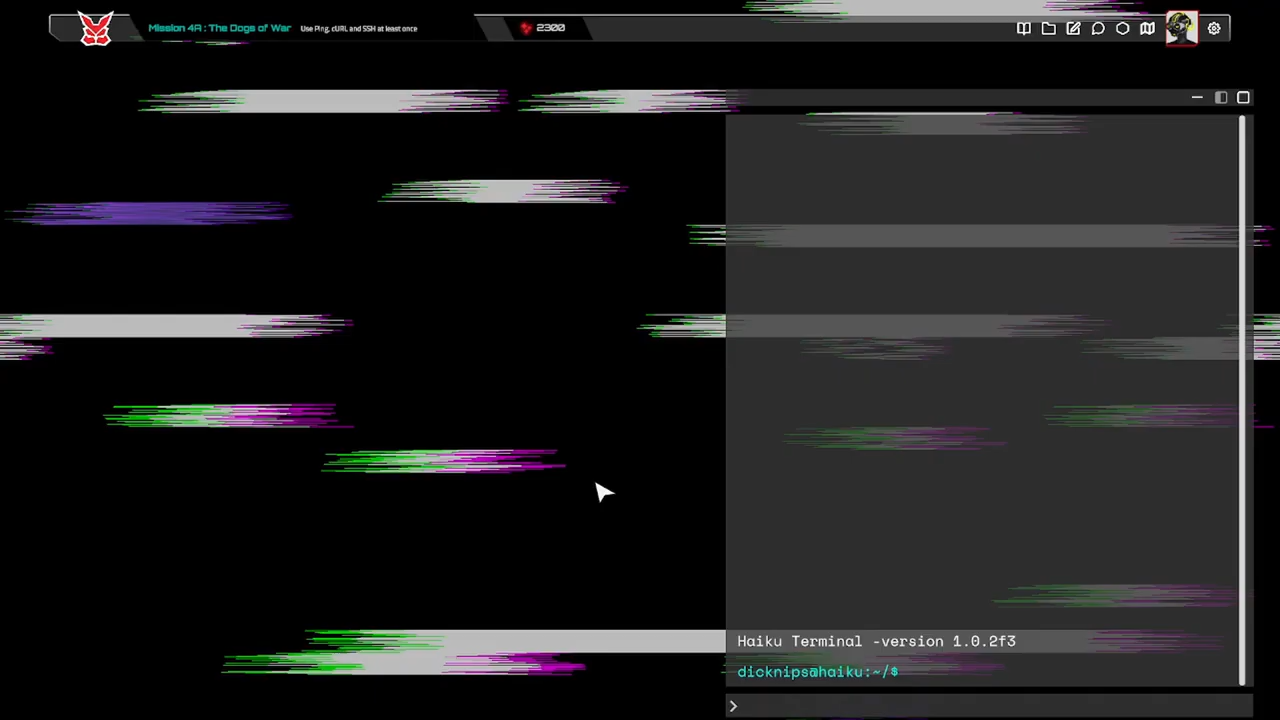 Mission 4A : The Dogs of War Use Ping, cURL and SSH at least once 2300
Haiku Terminal -version 1.0.2f3
dicknips@haiku:~/$
>